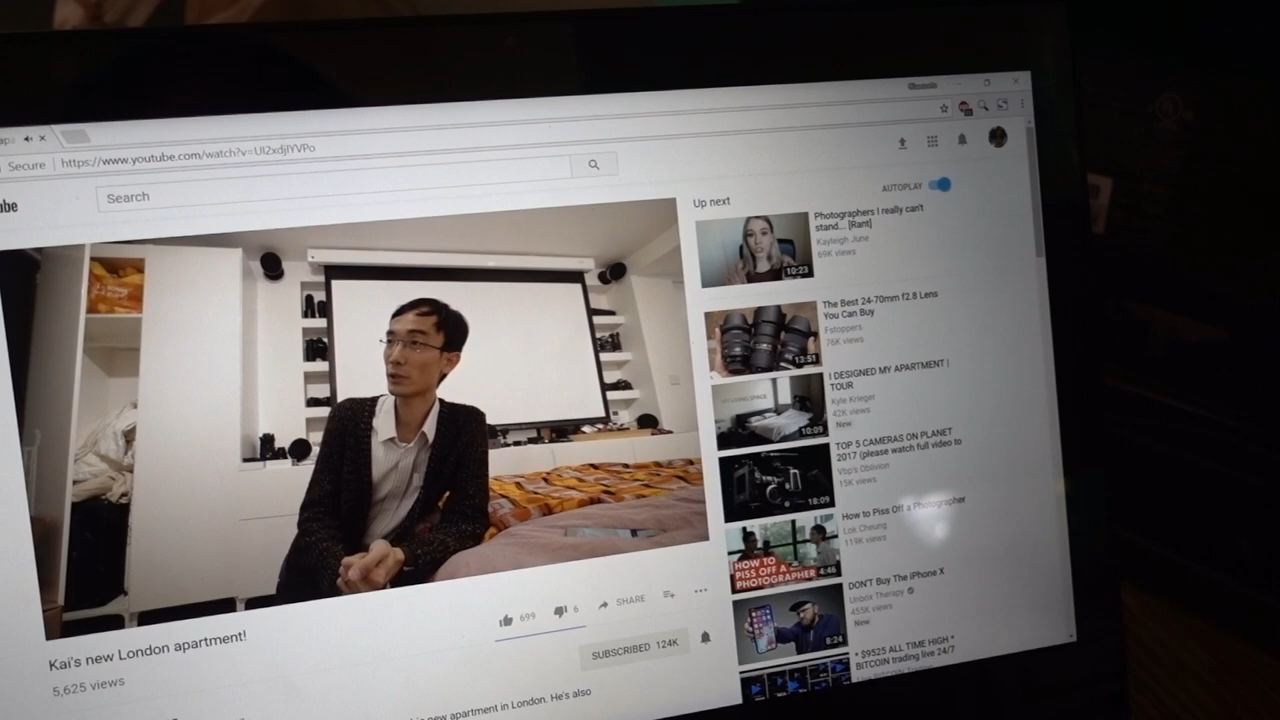 Secure | https://www.youtube.com/watch?v=UI2xdjIYVPo
Search
Up next
AUTOPLAY
Photographers I really can't
stand... [Rant]
Kayleigh June
69K views
10:23
The Best 24-70mm f2.8 Lens
You Can Buy
Fstoppers
76K views
13:51
I DESIGNED MY APARTMENT |
TOUR
Kyle Krieger
42K views
New
10:09
TOP 5 CAMERAS ON PLANET
2017 (please watch full video to
Vbp's Oblivion
15K views
18:09
How to Piss Off a Photographer
Lok Cheung
119K views
HOW TO
PISS OFF A
PHOTOGRAPHER
4:46
DON'T Buy The iPhone X
Unbox Therapy
455K views
New
8:24
* $9525 ALL TIME HIGH *
BITCOIN trading live 24/7
Kai's new London apartment!
5,625 views
699
6
SHARE
SUBSCRIBED 124K
new apartment in London. He's also